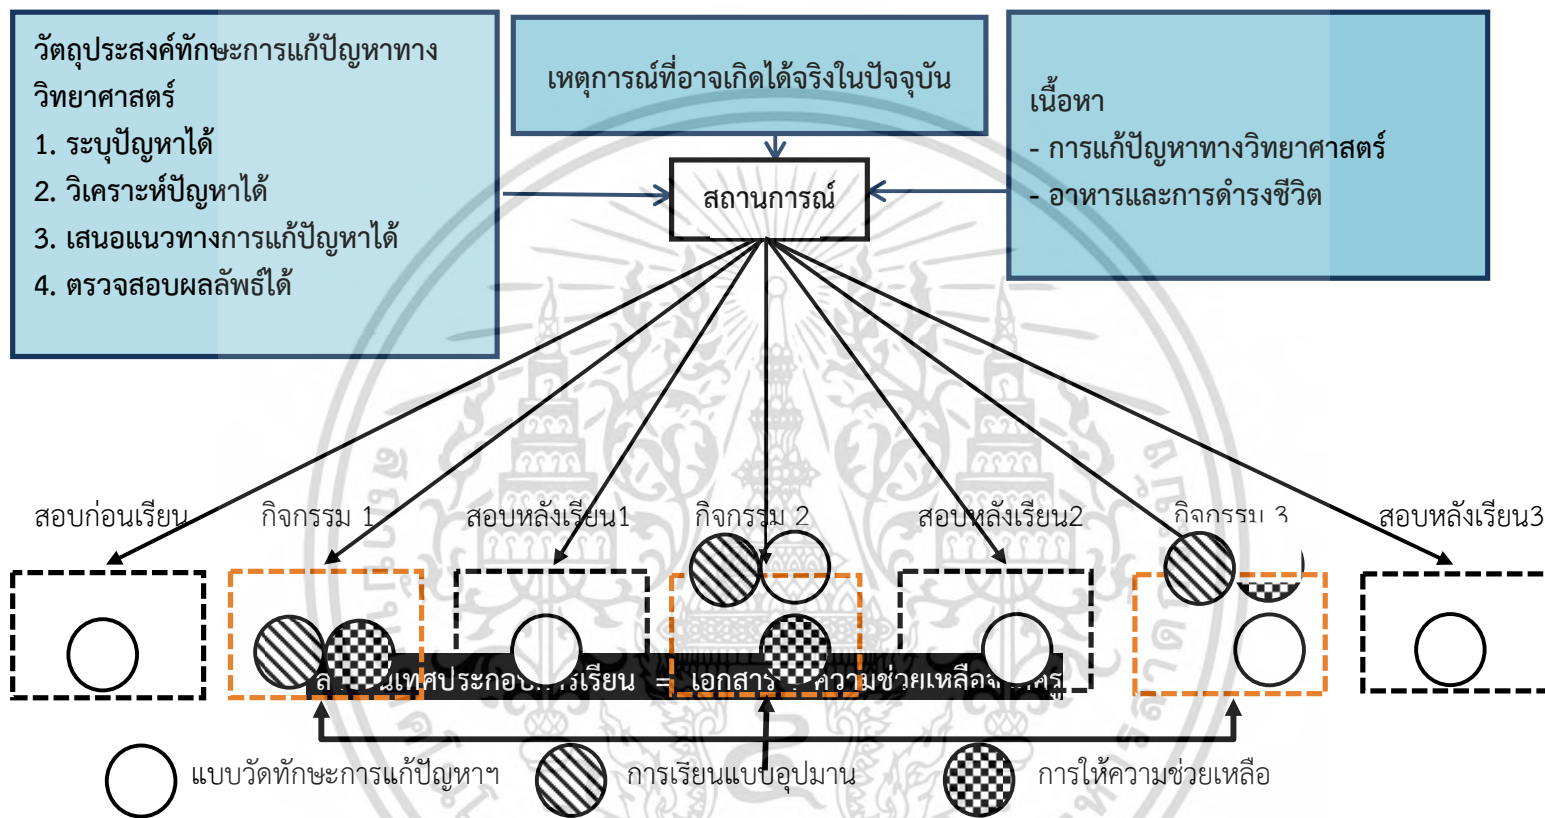 วัตถุประสงค์ทักษะการแก้ปัญหาทาง
วิทยาศาสตร์
1. ระบุปัญหาได้
2. วิเคราะห์ปัญหาได้
3. เสนอแนวทางการแก้ปัญหาได้
4. ตรวจสอบผลลัพธ์ได้
เหตุการณ์ที่อาจเกิดได้จริงในปัจจุบัน
เนื้อหา
- การแก้ปัญหาทางวิทยาศาสตร์
- อาหารและการดำรงชีวิต
สถานการณ์
สอบก่อนเรียน
กิจกรรม 1
สอบหลังเรียน1
กิจกรรม 2
สอบหลังเรียน2
กิจกรรม 3
สอบหลังเรียน3
= เอกสาร
แบบวัดทักษะการแก้ปัญหาฯ
การเรียนแบบอุปมาน
การให้ความช่วยเหลือ